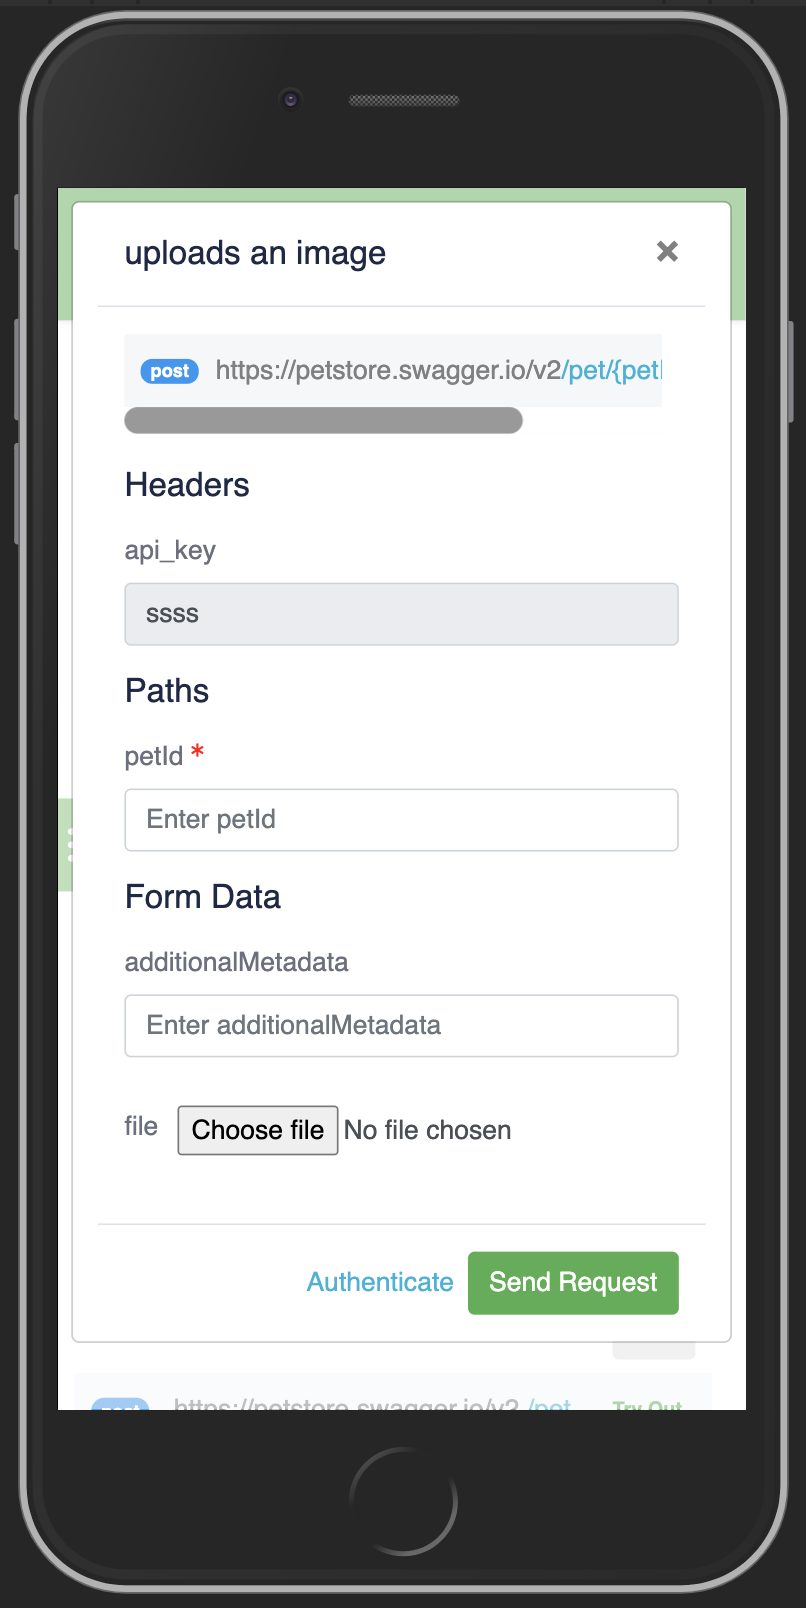 uploads an image
post https://petstore.swagger.io/v2/pet/{pet
Headers
api_key
ssss
Paths
petId *
Enter petId
Form Data
additionalMetadata
Enter additionalMetadata
file Choose file No file chosen
Authenticate Send Request
https://petstore.swagger.io/v2 /pet Try Out